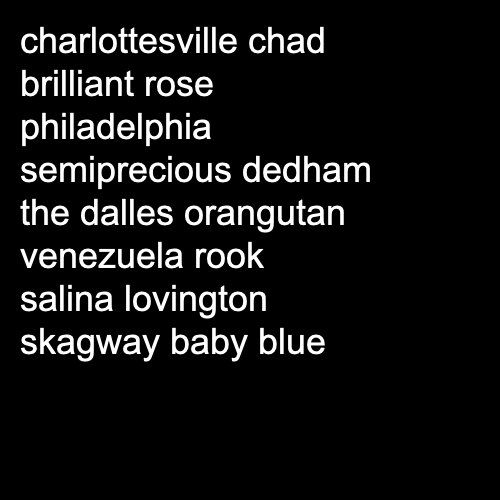 charlottesville chad
brilliant rose
philadelphia
semiprecious dedham
the dalles orangutan
venezuela rook
salina lovington
skagway baby blue